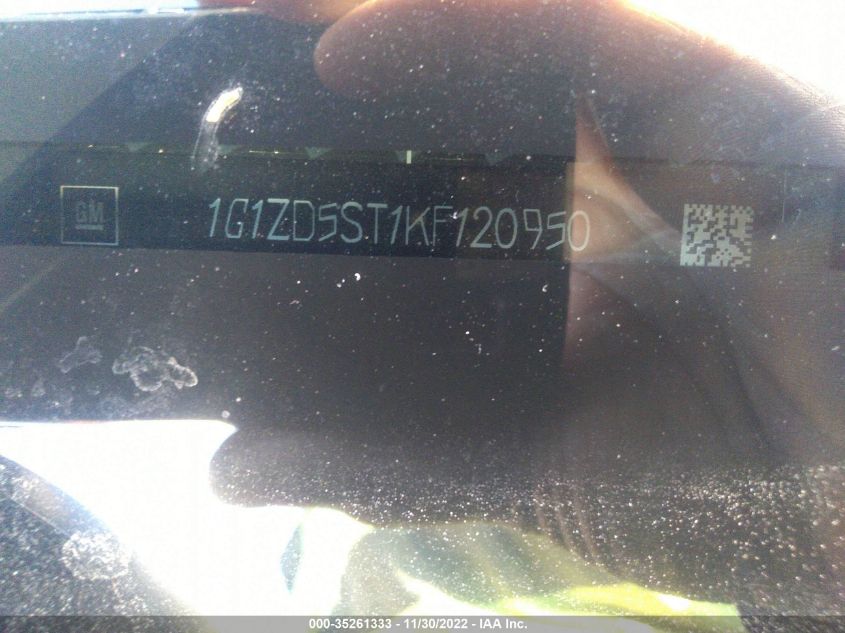 GM
1G1ZD5ST1KF120950
000-35261333 - 11/30/2022 - IAA Inc.